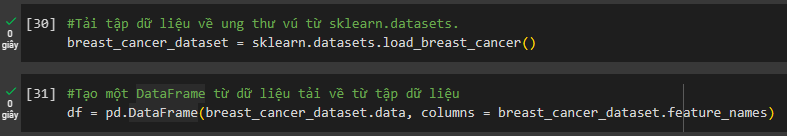 [30] #Tải tập dữ liệu về ung thư vú từ sklearn.datasets.
0
giây
breast_cancer_dataset = sklearn.datasets.load_breast_cancer()
[31] #Tạo một DataFrame từ dữ liệu tải về từ tập dữ liệu
0
giây
df = pd.DataFrame(breast_cancer_dataset.data, columns = breast_cancer_dataset.feature_names)